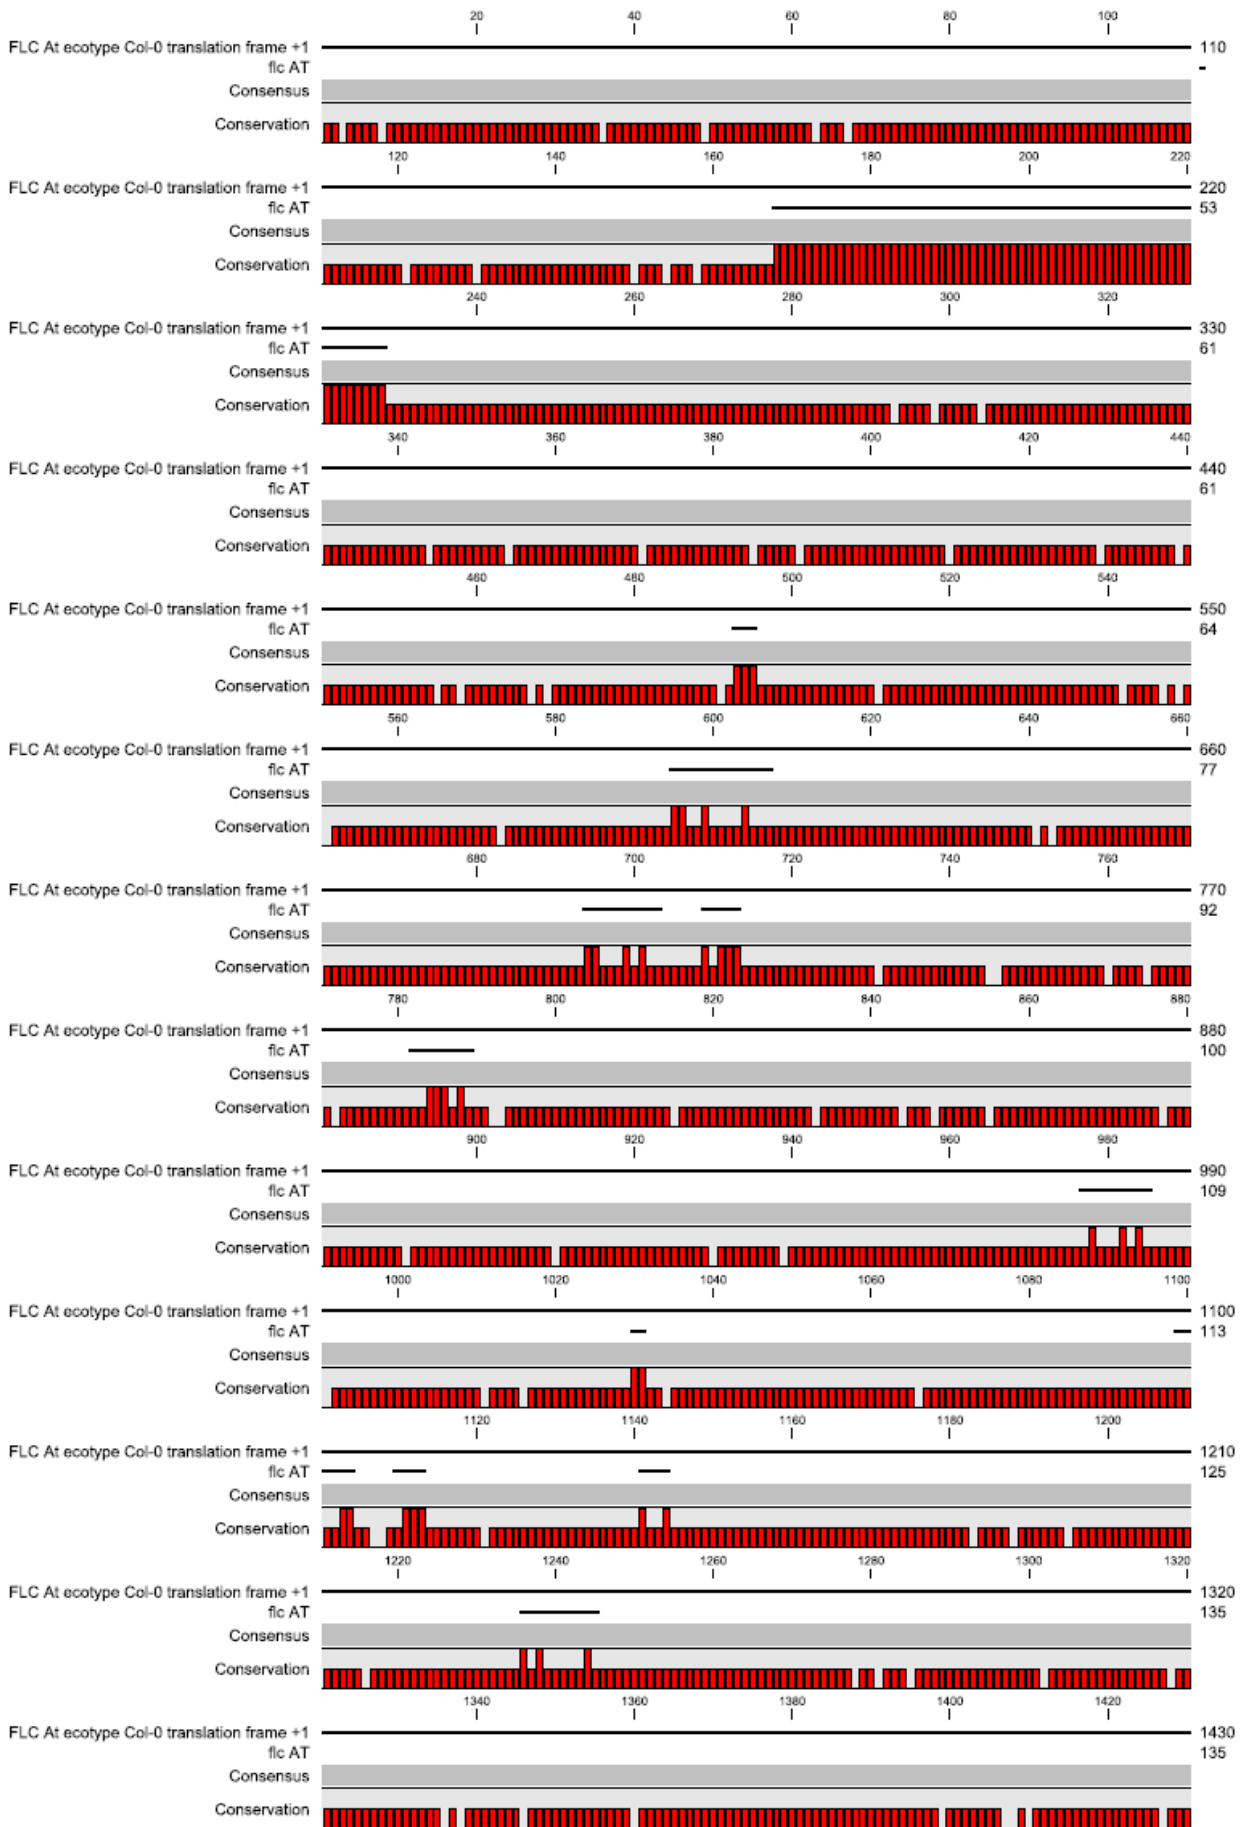 20 40 60 80 100
FLC At ecotype Col-0 translation frame +1 110
flc AT
Consensus
Conservation
120 140 160 180 200 220
FLC At ecotype Col-0 translation frame +1 220
flc AT 53
Consensus
Conservation
240 260 280 300 320
FLC At ecotype Col-0 translation frame +1 330
flc AT 61
Consensus
Conservation
340 360 380 400 420 440
FLC At ecotype Col-0 translation frame +1 440
flc AT 61
Consensus
Conservation
460 480 500 520 540
FLC At ecotype Col-0 translation frame +1 550
flc AT 64
Consensus
Conservation
560 580 600 620 640 660
FLC At ecotype Col-0 translation frame +1 660
flc AT 77
Consensus
Conservation
680 700 720 740 760
FLC At ecotype Col-0 translation frame +1 770
flc AT 92
Consensus
Conservation
780 800 820 840 860 880
FLC At ecotype Col-0 translation frame +1 880
flc AT 100
Consensus
Conservation
900 920 940 960 980
FLC At ecotype Col-0 translation frame +1 990
flc AT 109
Consensus
Conservation
1000 1020 1040 1060 1080 1100
FLC At ecotype Col-0 translation frame +1 1100
flc AT 113
Consensus
Conservation
1120 1140 1160 1180 1200
FLC At ecotype Col-0 translation frame +1 1210
flc AT 125
Consensus
Conservation
1220 1240 1260 1280 1300 1320
FLC At ecotype Col-0 translation frame +1 1320
flc AT 135
Consensus
Conservation
1340 1360 1380 1400 1420
FLC At ecotype Col-0 translation frame +1 1430
flc AT 135
Consensus
Conservation